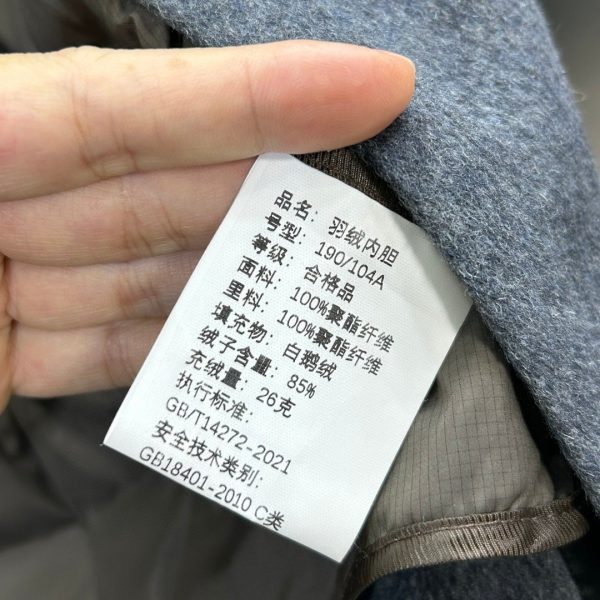 品名：羽绒内胆
号型：190/104A
等级：合格品
面料：100%聚酯纤维
里料：100%聚酯纤维
填充物：白鹅绒
绒子含量：85%
充绒量：26克
执行标准：
GB/T14272-2021
安全技术类别：
GB18401-2010 C类